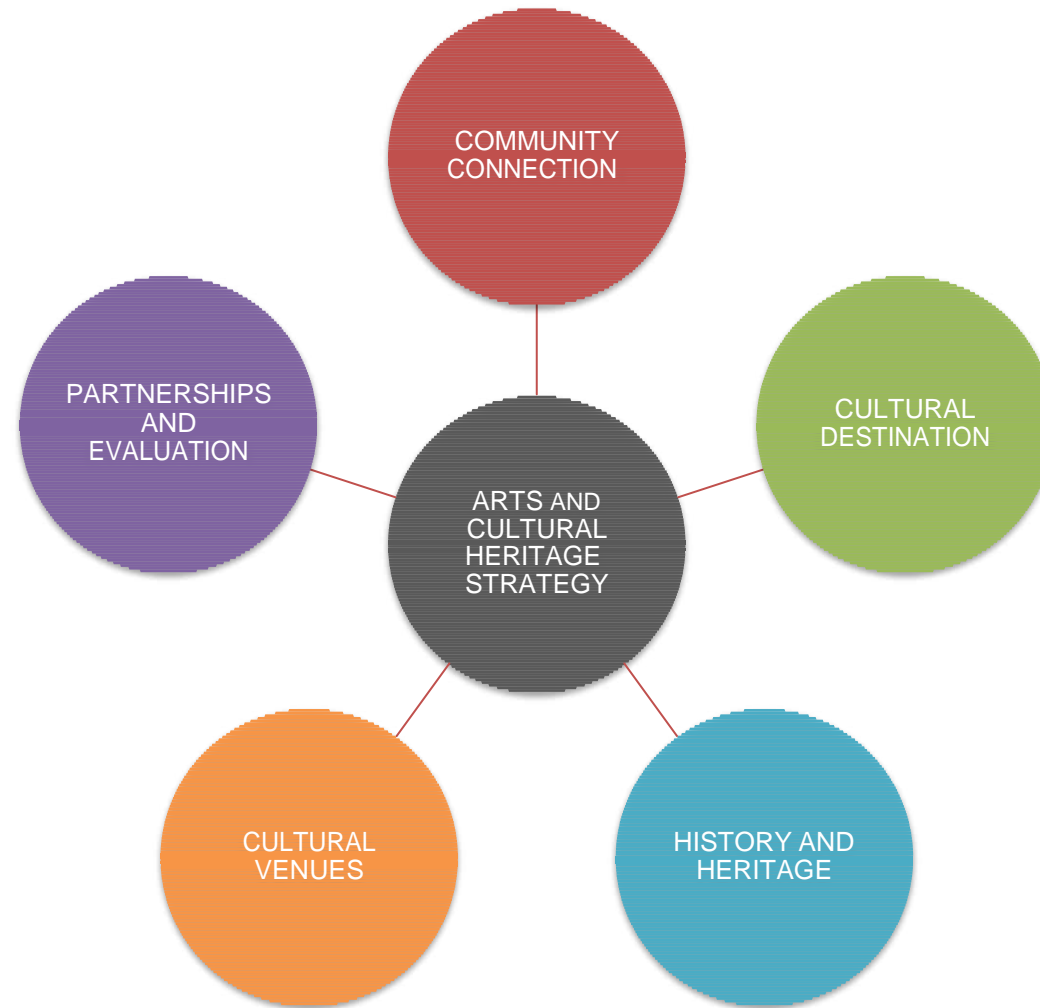 COMMUNITY
CONNECTION
PARTNERSHIPS
AND
EVALUATION
CULTURAL
DESTINATION
ARTS AND
CULTURAL
HERITAGE
STRATEGY
CULTURAL
VENUES
HISTORY AND
HERITAGE